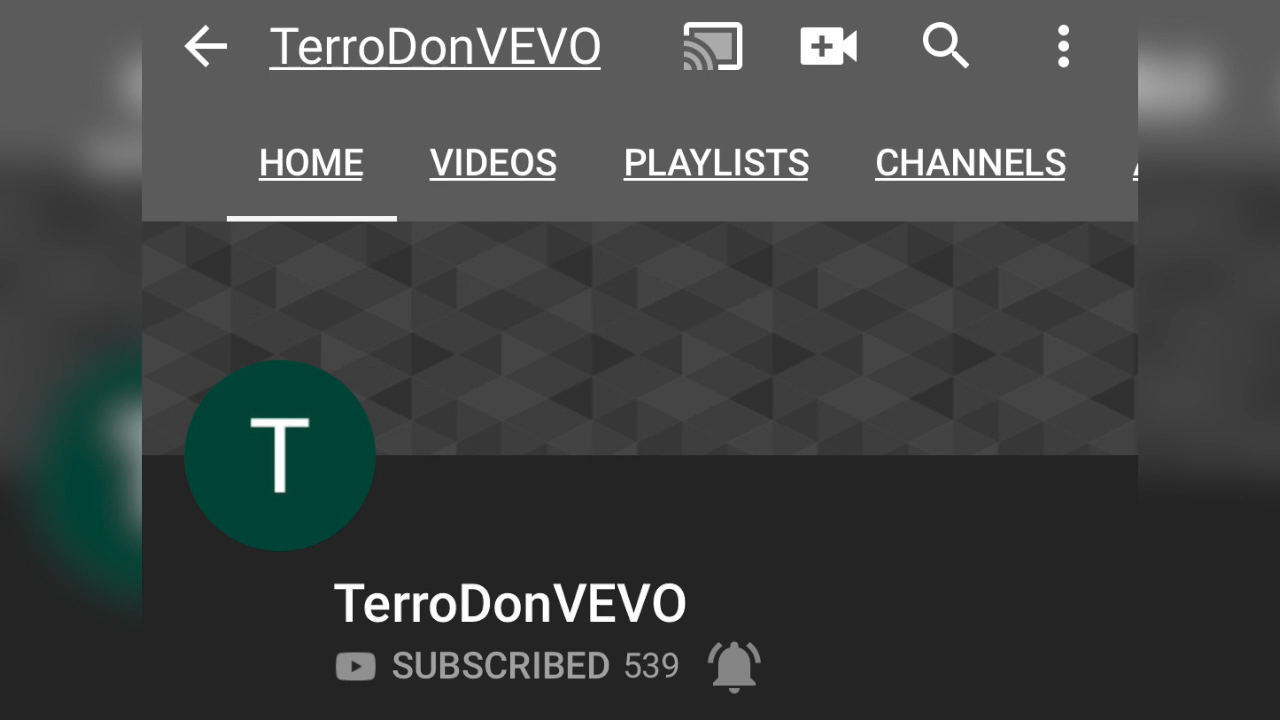 TerroDonVEVO
HOME VIDEOS PLAYLISTS CHANNELS
T
TerroDonVEVO
SUBSCRIBED 539